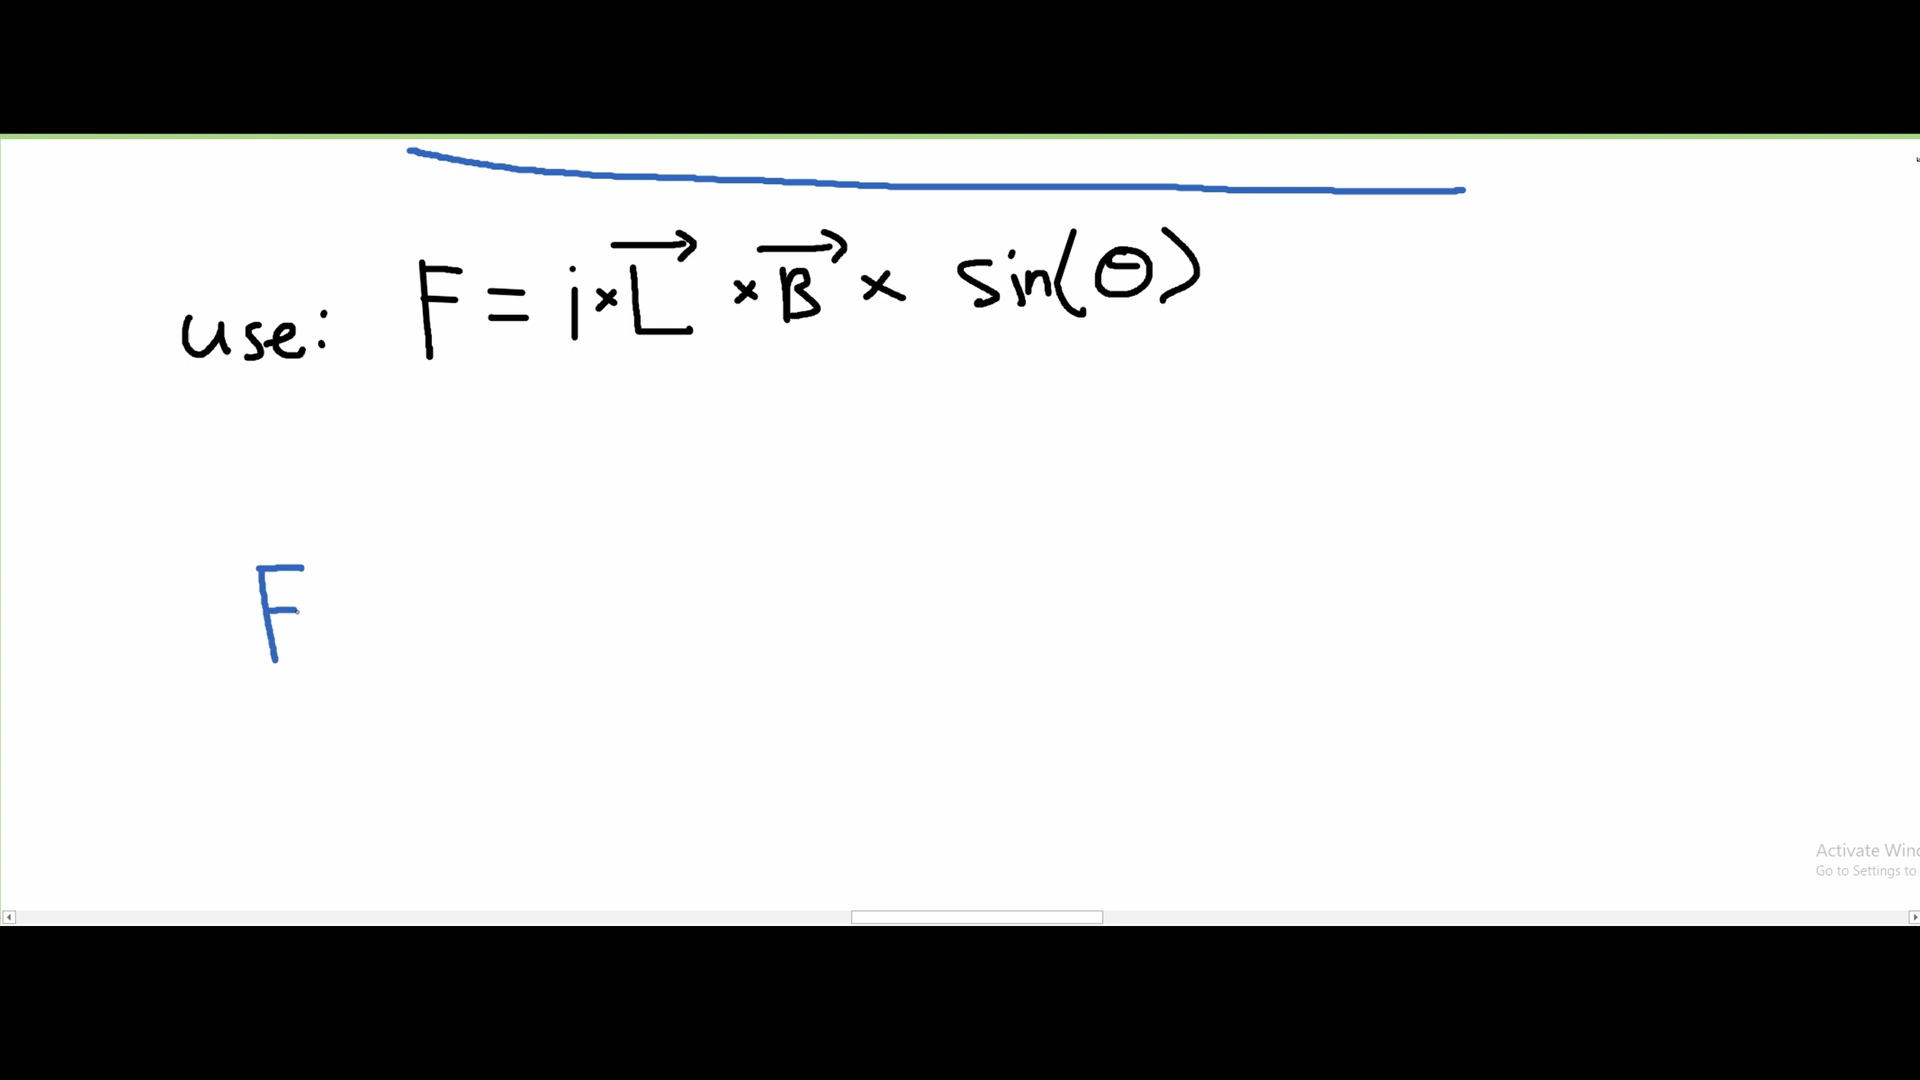 use: F = i × L⃗ × B⃗ × sin(Θ)
F
Activate Wind
Go to Settings to